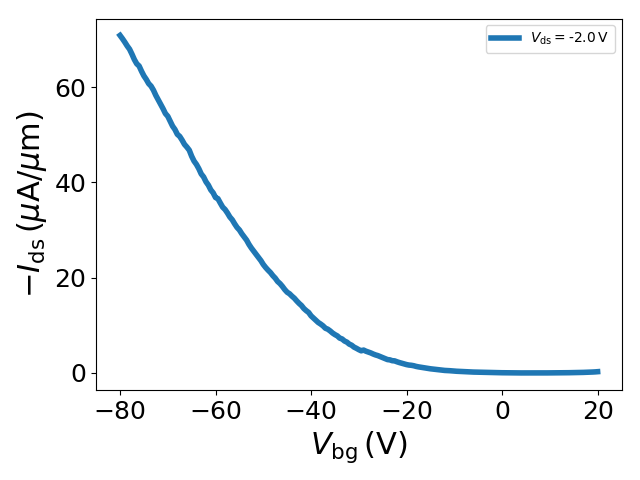 V_ds = -2.0 V
60
40
20
0
−I_ds (μA/μm)
−80 −60 −40 −20 0 20
V_bg (V)